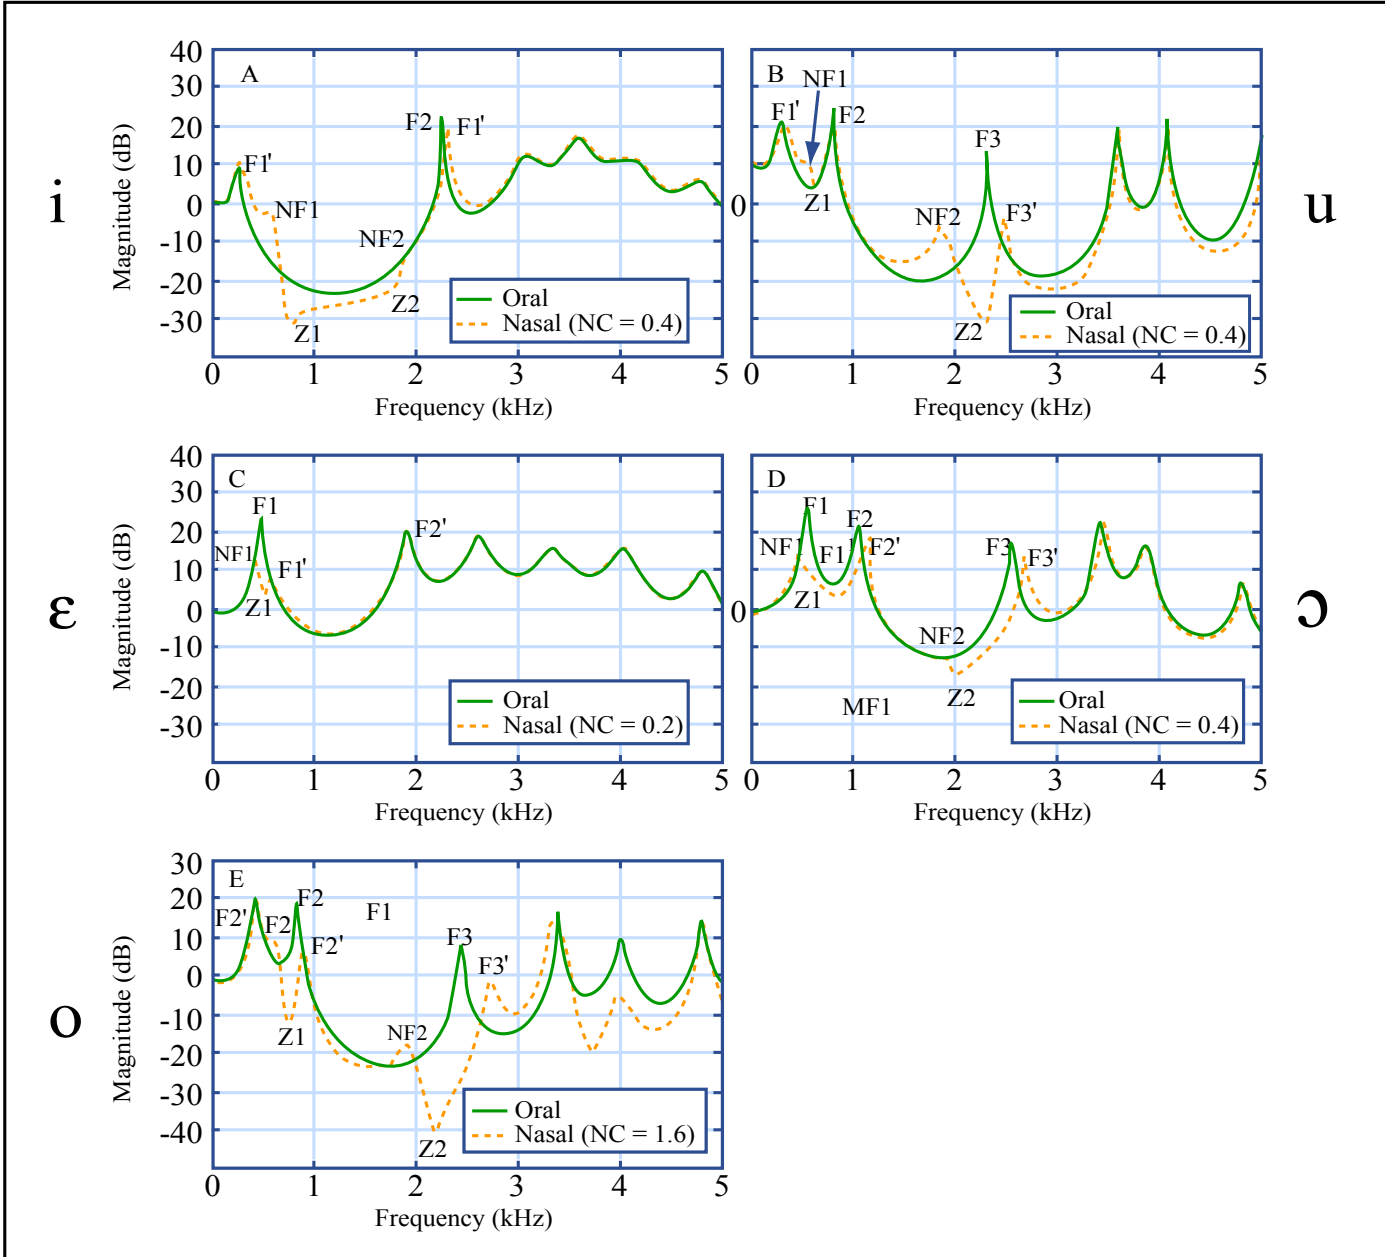 i
A
40
30
20
10
0
-10
-20
-30
Magnitude (dB)
F1'
NF1
Z1
NF2
Z2
F2
F1'
Oral
Nasal (NC = 0.4)
0 1 2 3 4 5
Frequency (kHz)
u
B
0
NF1
F1'
F2
Z1
NF2
F3
F3'
Z2
Oral
Nasal (NC = 0.4)
0 1 2 3 4 5
Frequency (kHz)
ε
C
40
30
20
10
0
-10
-20
-30
Magnitude (dB)
F1
NF1
F1'
Z1
F2'
Oral
Nasal (NC = 0.2)
0 1 2 3 4 5
Frequency (kHz)
ɔ
D
0
F1
F2
NF1
F1'
F2'
Z1
F3
F3'
NF2
Z2
MF1
Oral
Nasal (NC = 0.4)
0 1 2 3 4 5
Frequency (kHz)
o
E
30
20
10
0
-10
-20
-30
-40
Magnitude (dB)
F2'
F2
F2
F2'
F1
Z1
NF2
F3
F3'
Z2
Oral
Nasal (NC = 1.6)
0 1 2 3 4 5
Frequency (kHz)